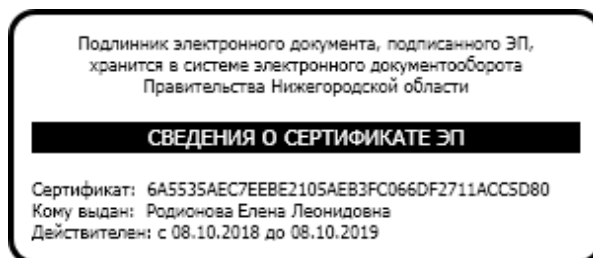 Подлинник электронного документа, подписанного ЭП,
хранится в системе электронного документооборота
Правительства Нижегородской области
СВЕДЕНИЯ О СЕРТИФИКАТЕ ЭП
Сертификат: 6A5535AEC7EEBE2105AEB3FC066DF2711ACC5D80
Кому выдан: Родионова Елена Леонидовна
Действителен: с 08.10.2018 до 08.10.2019